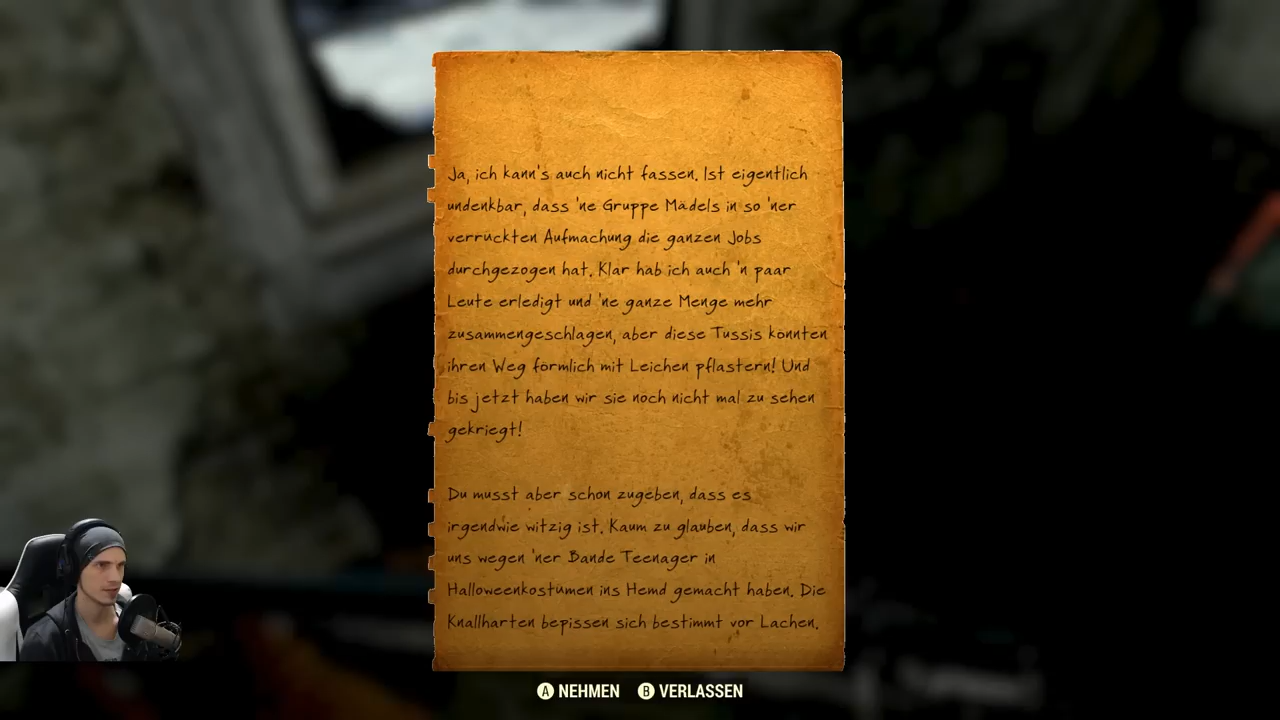 Ja, ich kann's auch nicht fassen. Ist eigentlich
undenkbar, dass 'ne Gruppe Mädels in so 'ner
verrückten Aufmachung die ganzen Jobs
durchgezogen hat. Klar hab ich auch 'n paar
Leute erledigt und 'ne ganze Menge mehr
zusammengeschlagen, aber diese Tussis könnten
ihren Weg förmlich mit Leichen pflastern! Und
bis jetzt haben wir sie noch nicht mal zu sehen
gekriegt!
Du musst aber schon zugeben, dass es
irgendwie witzig ist. Kaum zu glauben, dass wir
uns wegen 'ner Bande Teenager in
Halloweenkostümen ins Hemd gemacht haben. Die
Knallharten bepissen sich bestimmt vor Lachen.
A NEHMEN B VERLASSEN